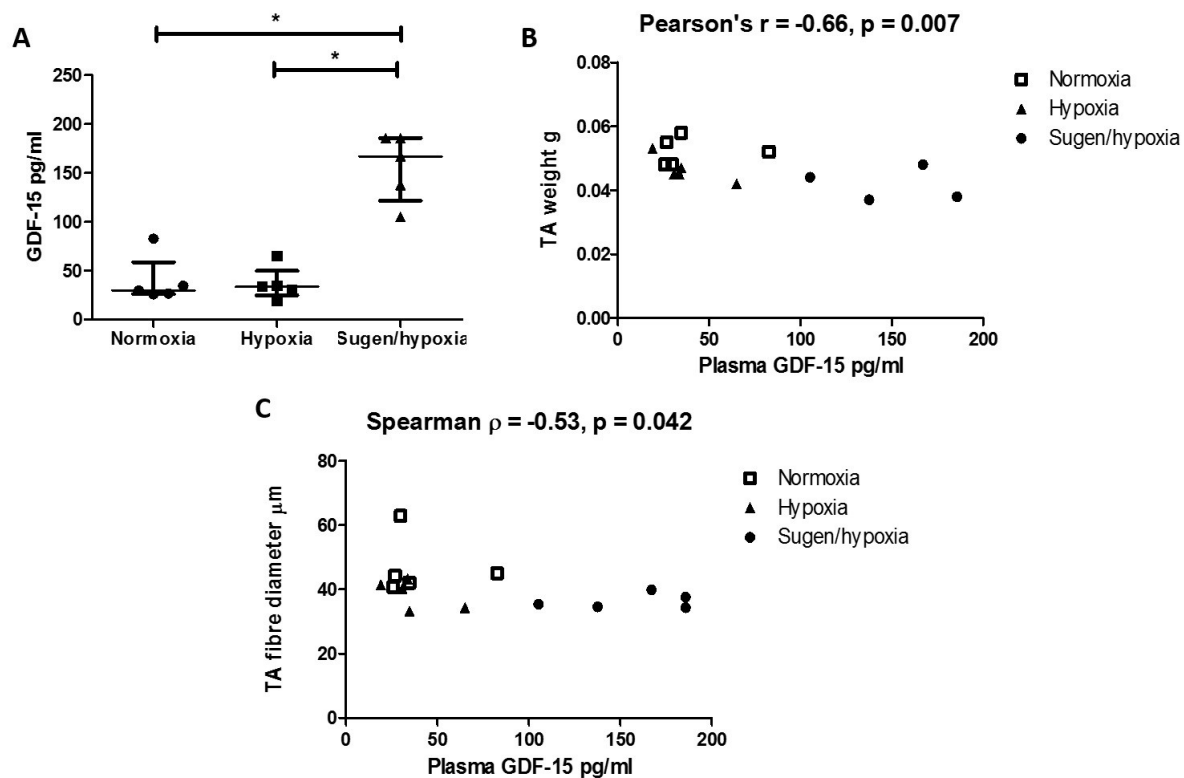 A
*
*
GDF-15 pg/ml
250
200
150
100
50
0
Normoxia
Hypoxia
Sugen/hypoxia
B
Pearson's r = -0.66, p = 0.007
TA weight g
0.08
0.06
0.04
0.02
0.00
0
50
100
150
200
Plasma GDF-15 pg/ml
Normoxia
Hypoxia
Sugen/hypoxia
C
Spearman ρ = -0.53, p = 0.042
TA fibre diameter μm
80
60
40
20
0
0
50
100
150
200
Plasma GDF-15 pg/ml
Normoxia
Hypoxia
Sugen/hypoxia